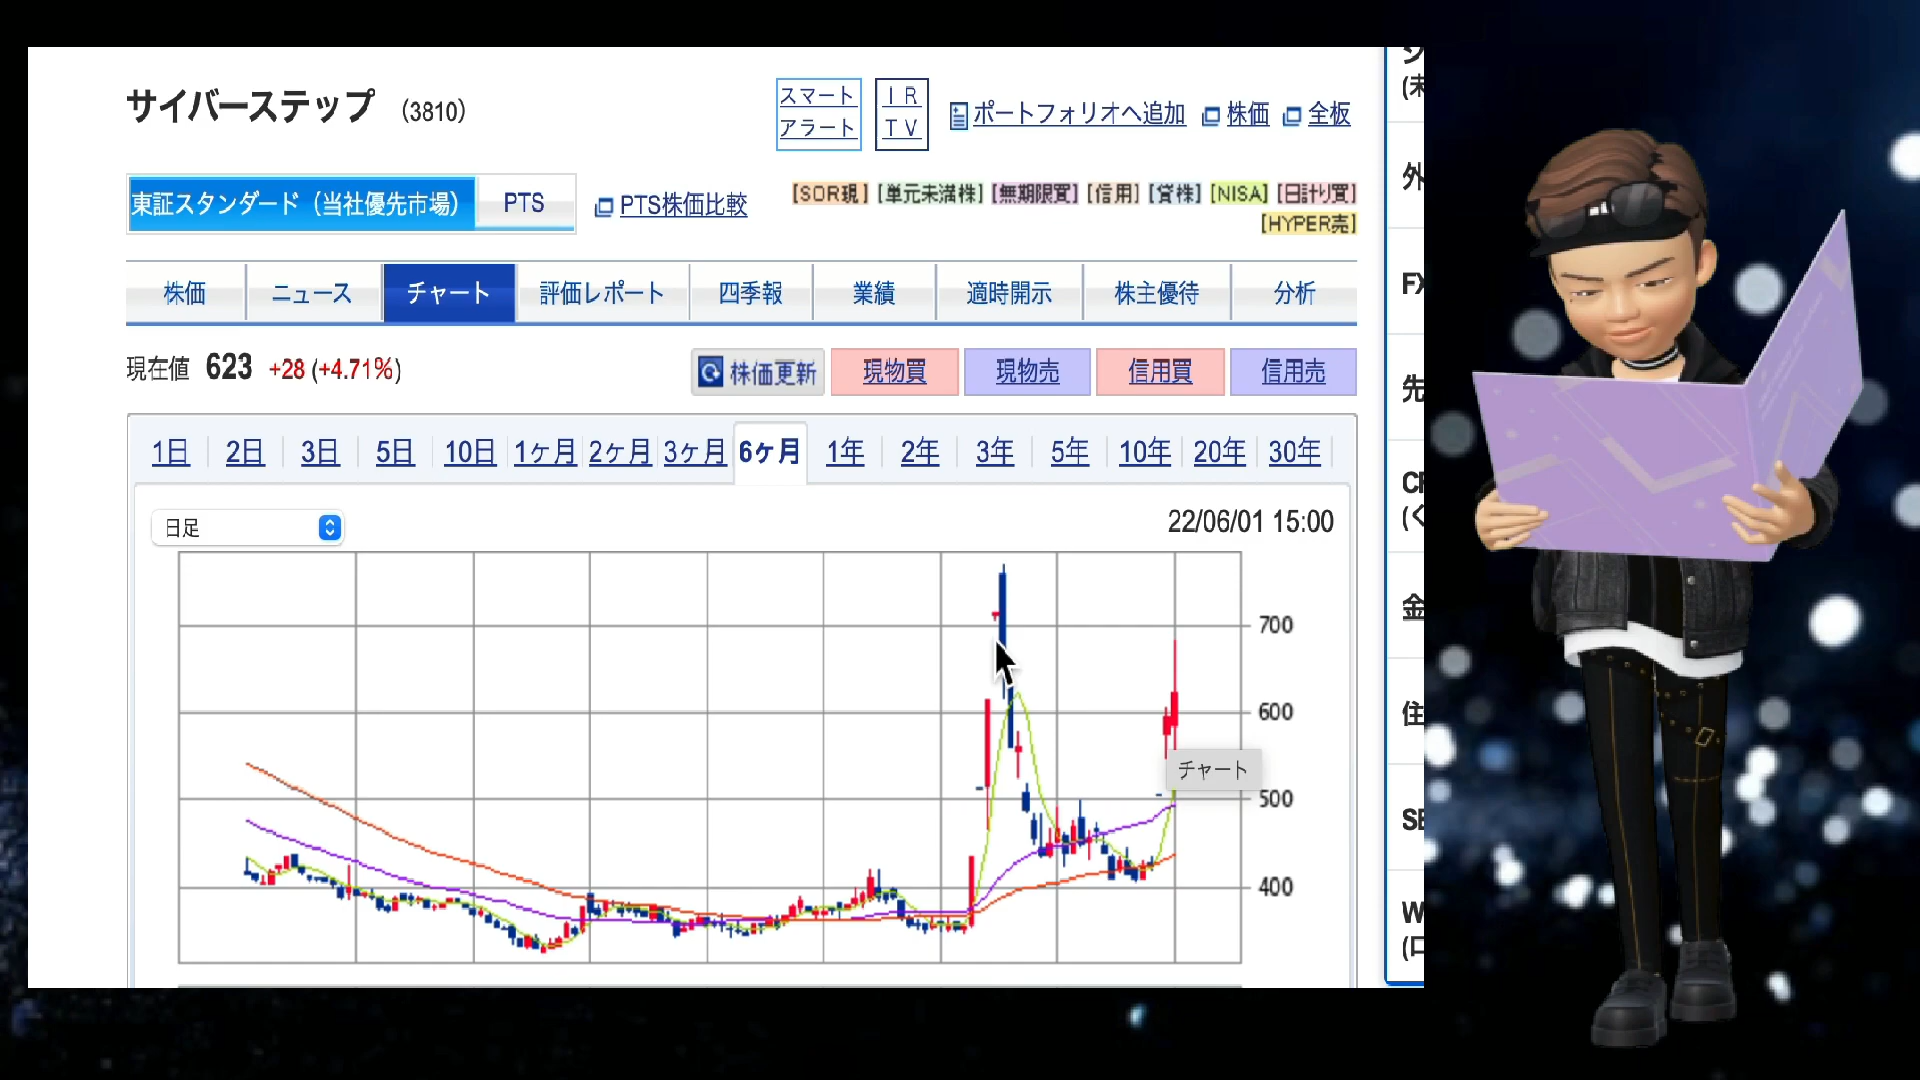 サイバーステップ (3810)
スマート
アラート
ＩＲ
ＴＶ
ポートフォリオへ追加
株価
全板
東証スタンダード（当社優先市場）
PTS
PTS株価比較
[SOR現] [単元未満株] [無期限買] [信用] [貸株] [NISA] [日計り買]
[HYPER売]
株価
ニュース
チャート
評価レポート
四季報
業績
適時開示
株主優待
分析
現在値 623 +28 (+4.71%)
株価更新
現物買
現物売
信用買
信用売
1日
2日
3日
5日
10日
1ヶ月
2ヶ月
3ヶ月
6ヶ月
1年
2年
3年
5年
10年
20年
30年
日足
22/06/01 15:00
700
600
チャート
500
400
(未
外
先
金
住
SE
W